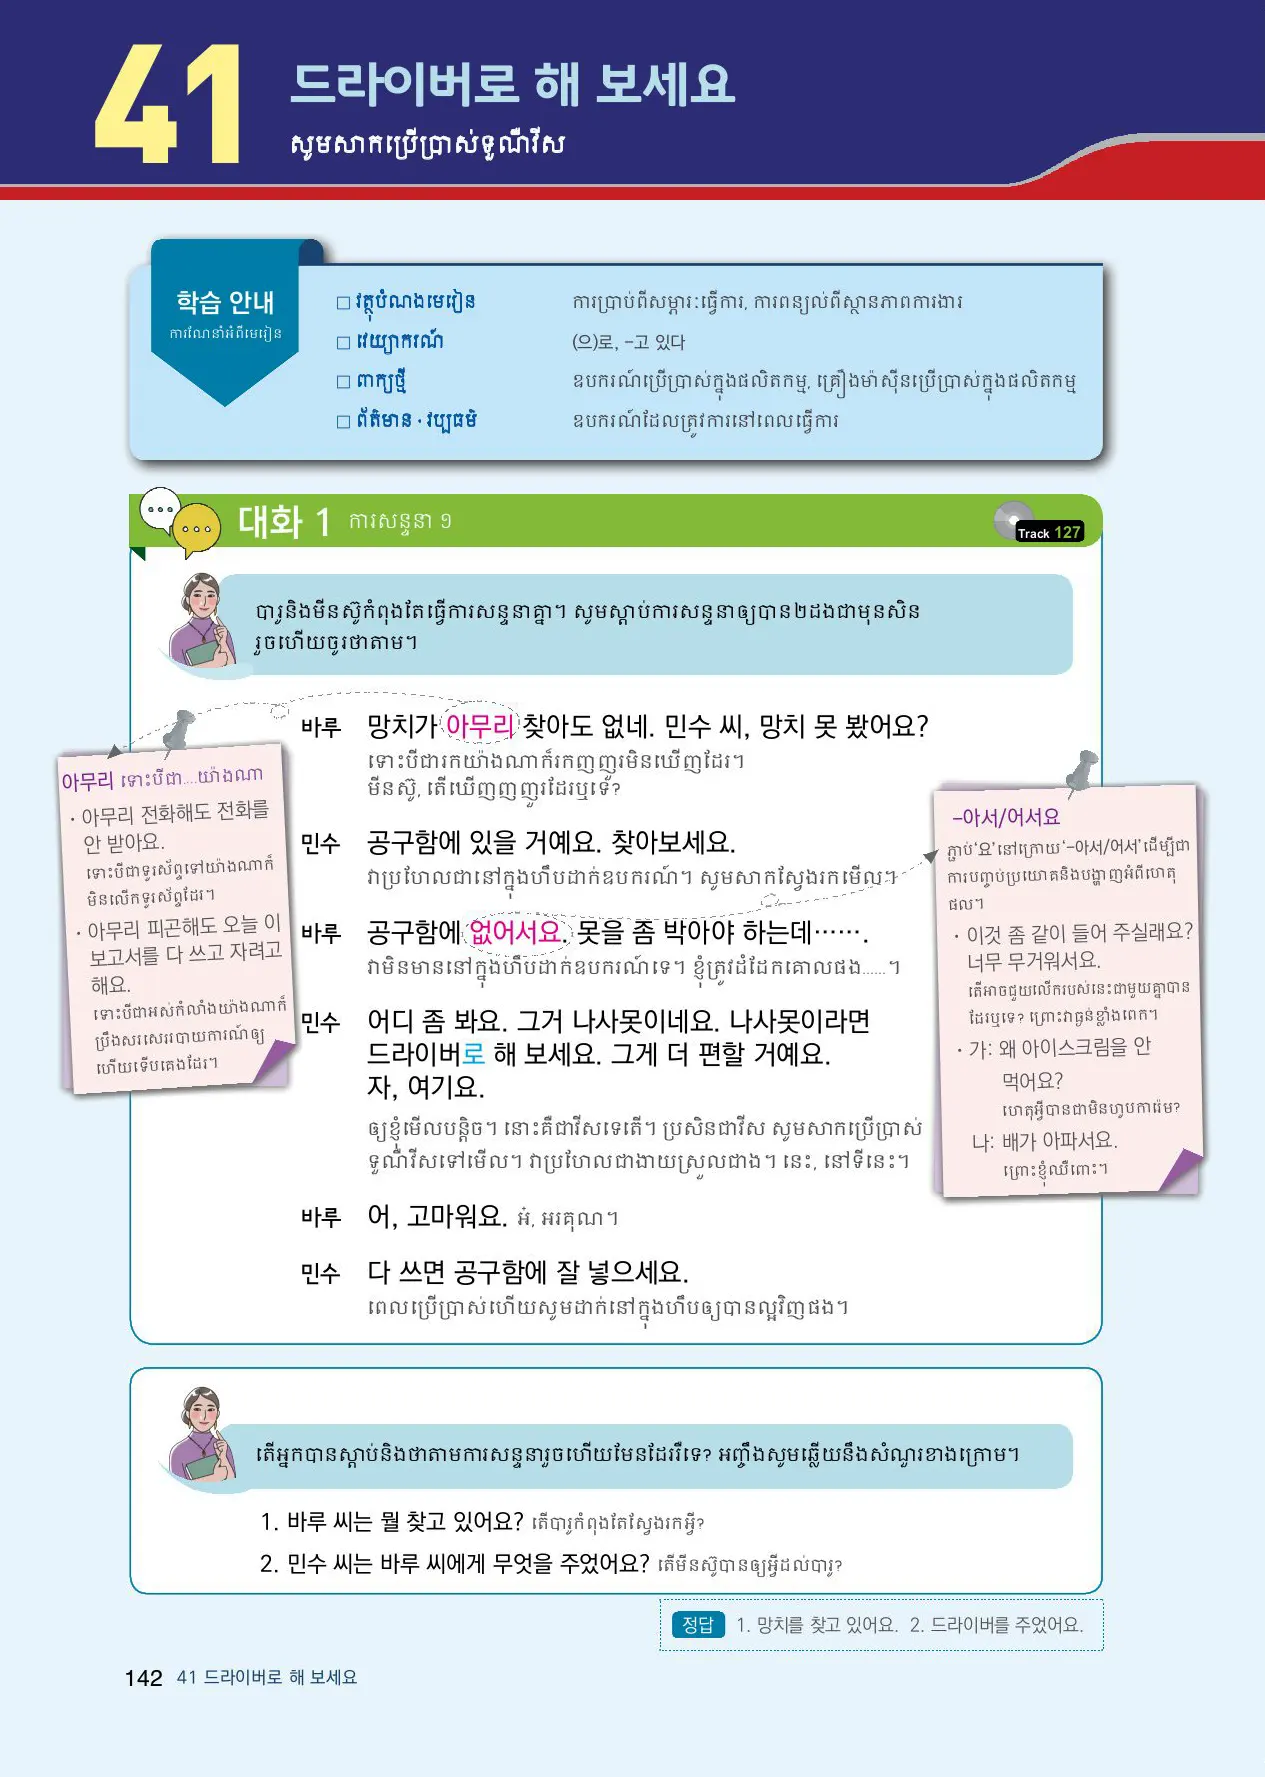 41
드라이버로 해 보세요
សូមសាកប្រើប្រាស់ទួណឺវីស
학습 안내
ការណែនាំអំពីមេរៀន
□ វត្ថុបំណងមេរៀន ការប្រាប់ពីសម្ភារៈធ្វើការ, ការពន្យល់ពីស្ថានភាពការងារ
□ វេយ្យាករណ៍ (으)로, -고 있다
□ ពាក្យថ្មី ឧបករណ៍ប្រើប្រាស់ក្នុងផលិតកម្ម, គ្រឿងម៉ាស៊ីនប្រើប្រាស់ក្នុងផលិតកម្ម
□ ព័ត៌មាន · វប្បធម៌ ឧបករណ៍ដែលត្រូវការនៅពេលធ្វើការ
대화 1 ការសន្ទនា ១
Track 127
បារូនិងមីនស៊ូកំពុងតែធ្វើការសន្ទនាគ្នា។ សូមស្តាប់ការសន្ទនាឲ្យបាន២ដងជាមុនសិន
រួចហើយចូរថាតាម។
바루 망치가 아무리 찾아도 없네. 민수 씨, 망치 못 봤어요?
ទោះបីជារកយ៉ាងណាក៏រកញញួរមិនឃើញដែរ។
មីនស៊ូ, តើឃើញញញួរដែរឬទេ?
민수 공구함에 있을 거예요. 찾아보세요.
វាប្រហែលជានៅក្នុងហឹបដាក់ឧបករណ៍។ សូមសាកស្វែងរកមើល។
바루 공구함에 없어서요. 못을 좀 박아야 하는데…….
វាមិនមាននៅក្នុងហឹបដាក់ឧបករណ៍ទេ។ ខ្ញុំត្រូវដំដែកគោលផង......។
민수 어디 좀 봐요. 그거 나사못이네요. 나사못이라면
드라이버로 해 보세요. 그게 더 편할 거예요.
자, 여기요.
ឲ្យខ្ញុំមើលបន្តិច។ នោះគឺជាវីសទេតើ។ ប្រសិនជាវីស សូមសាកប្រើប្រាស់
ទួណឺវីសទៅមើល។ វាប្រហែលជាងាយស្រួលជាង។ នេះ, នៅទីនេះ។
바루 어, 고마워요. អ៎, អរគុណ។
민수 다 쓰면 공구함에 잘 넣으세요.
ពេលប្រើប្រាស់ហើយសូមដាក់នៅក្នុងហឹបឲ្យបានល្អវិញផង។
아무리 ទោះបីជា....យ៉ាងណា
· 아무리 전화해도 전화를
안 받아요.
ទោះបីជាទូរស័ព្ទទៅយ៉ាងណាក៏
មិនលើកទូរស័ព្ទដែរ។
· 아무리 피곤해도 오늘 이
보고서를 다 쓰고 자려고
해요.
ទោះបីជាអស់កំលាំងយ៉ាងណាក៏
ប្រឹងសរសេររបាយការណ៍ឲ្យ
ហើយទើបគេងដែរ។
-아서/어서요
ភ្ជាប់‘요’នៅក្រោយ‘-아서/어서’ដើម្បីជា
ការបញ្ចប់ប្រយោគនិងបង្ហាញអំពីហេតុ
ផល។
· 이것 좀 같이 들어 주실래요?
너무 무거워서요.
តើអាចជួយលើករបស់នេះជាមួយគ្នាបាន
ដែរឬទេ? ព្រោះវាធ្ងន់ខ្លាំងពេក។
· 가: 왜 아이스크림을 안
먹어요?
ហេតុអ្វីបានជាមិនហូបការ៉េម?
나: 배가 아파서요.
ព្រោះខ្ញុំឈឺពោះ។
តើអ្នកបានស្តាប់និងថាតាមការសន្ទនារួចហើយមែនដែររឺទេ? អញ្ចឹងសូមឆ្លើយនឹងសំណួរខាងក្រោម។
1. 바루 씨는 뭘 찾고 있어요? តើបារូកំពុងតែស្វែងរកអ្វី?
2. 민수 씨는 바루 씨에게 무엇을 주었어요? តើមីនស៊ូបានឲ្យអ្វីដល់បារូ?
정답 1. 망치를 찾고 있어요. 2. 드라이버를 주었어요.
142 41 드라이버로 해 보세요